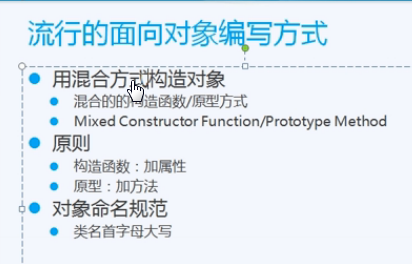 流行的面向对象编写方式
用混合方式构造对象
混合的的构造函数/原型方式
Mixed Constructor Function/Prototype Method
原则
构造函数：加属性
原型：加方法
对象命名规范
类名首字母大写